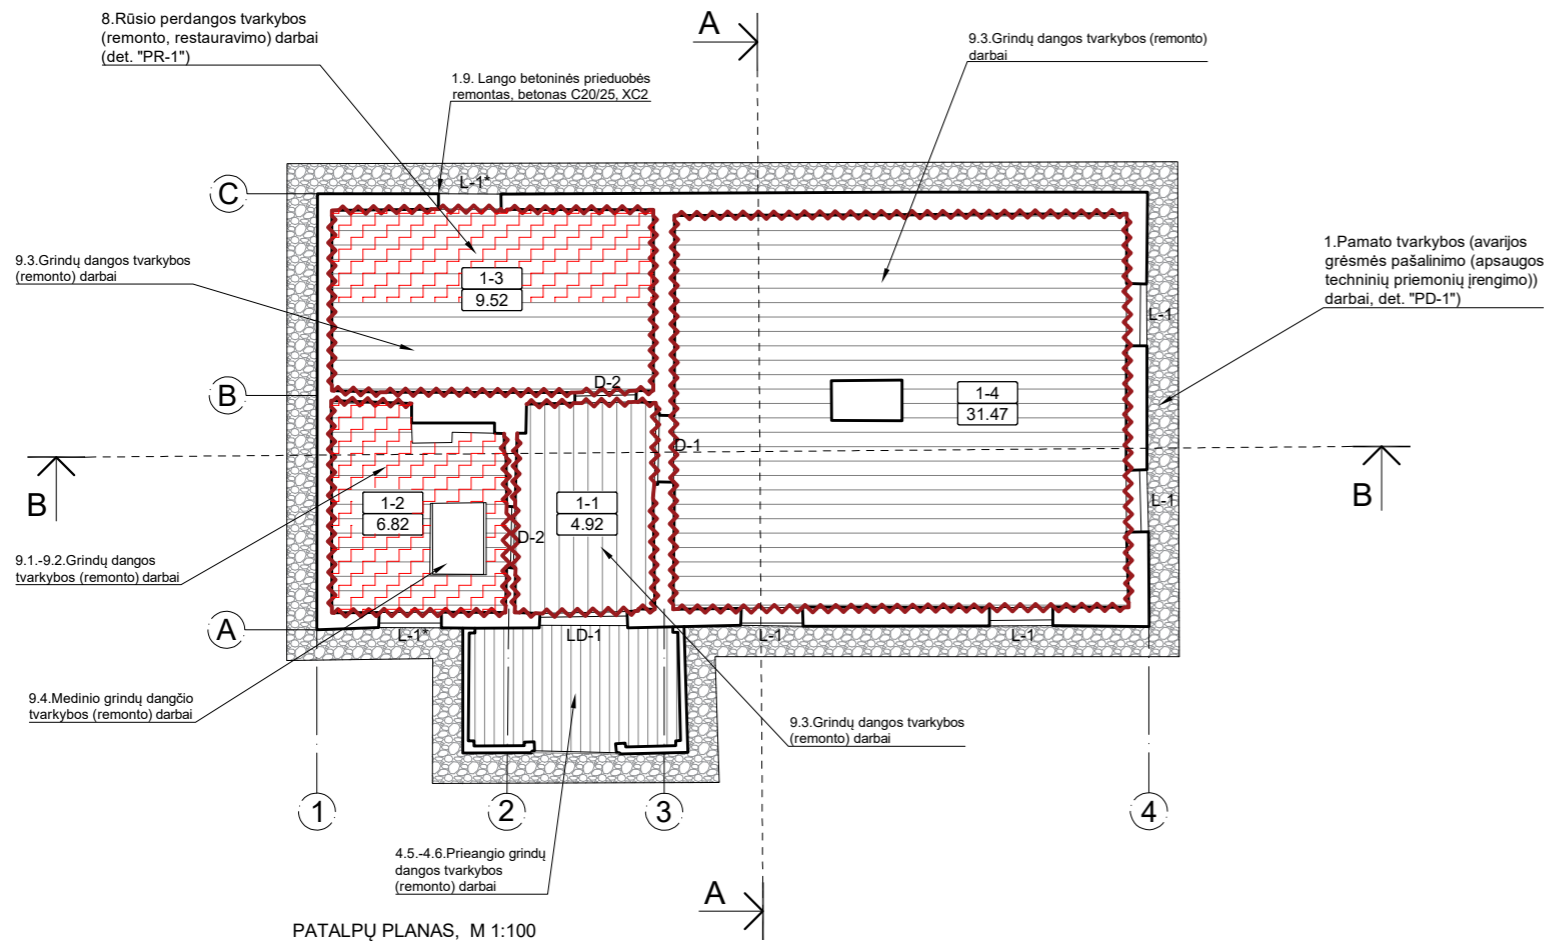 8.Rūsio perdangos tvarkybos
(remonto, restauravimo) darbai
(det. "PR-1")
A
9.3.Grindų dangos tvarkybos (remonto)
darbai
1.9. Lango betoninės prieduobės
remontas, betonas C20/25, XC2
C
L-1*
9.3.Grindų dangos tvarkybos
(remonto) darbai
1-3
9.52
1.Pamato tvarkybos (avarijos
grėsmės pašalinimo (apsaugos
techninių priemonių įrengimo))
darbai, det. "PD-1")
L-1
B
D-2
1-4
31.47
D-1
B
B
1-2
6.82
1-1
4.92
L-1
D-2
9.1.-9.2.Grindų dangos
tvarkybos (remonto) darbai
A
L-1*
LD-1
L-1
L-1
9.4.Medinio grindų dangčio
tvarkybos (remonto) darbai
9.3.Grindų dangos tvarkybos
(remonto) darbai
1
2
3
4
4.5.-4.6.Prieangio grindų
dangos tvarkybos
(remonto) darbai
A
PATALPŲ PLANAS, M 1:100